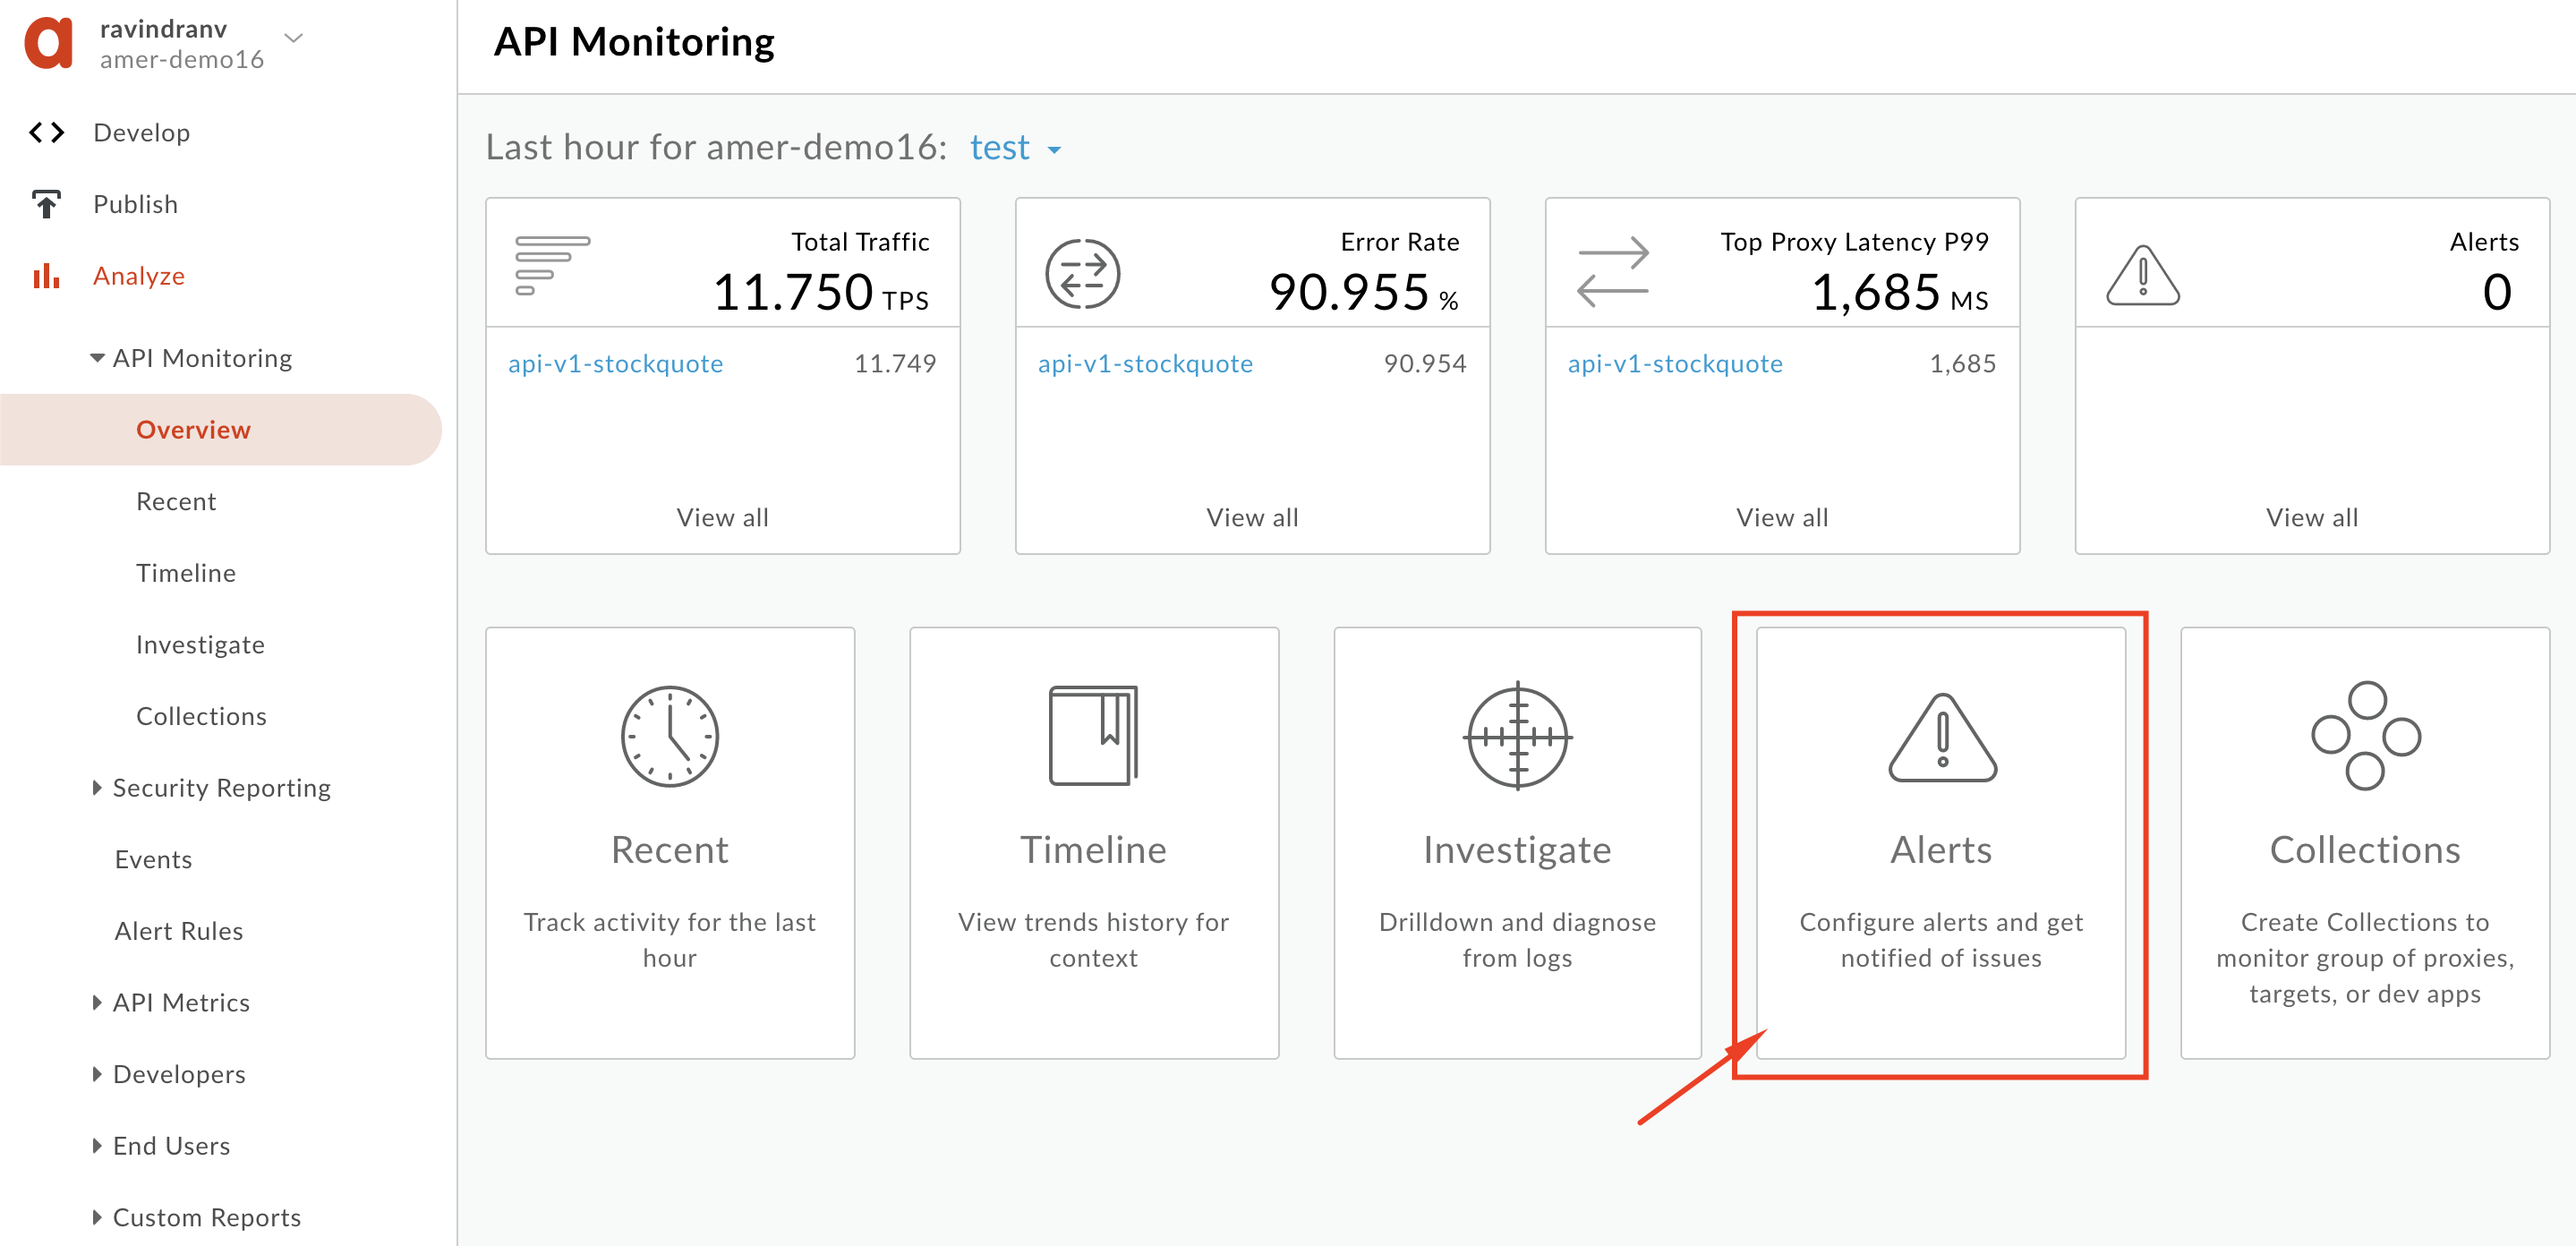 ravindranv
amer-demo16
Develop
Publish
Analyze
API Monitoring
Overview
Recent
Timeline
Investigate
Collections
Security Reporting
Events
Alert Rules
API Metrics
Developers
End Users
Custom Reports
API Monitoring
Last hour for amer-demo16: test
Total Traffic
11.750 TPS
api-v1-stockquote 11.749
View all
Error Rate
90.955 %
api-v1-stockquote 90.954
View all
Top Proxy Latency P99
1,685 MS
api-v1-stockquote 1,685
View all
Alerts
0
View all
Recent
Track activity for the last
hour
Timeline
View trends history for
context
Investigate
Drilldown and diagnose
from logs
Alerts
Configure alerts and get
notified of issues
Collections
Create Collections to
monitor group of proxies,
targets, or dev apps